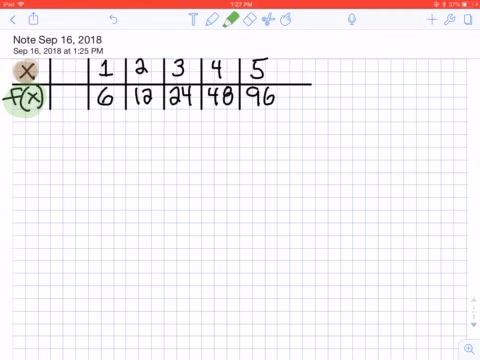 iPad 1:27 PM 37%
Note Sep 16, 2018
Sep 16, 2018 at 1:25 PM
x 1 2 3 4 5
f(x) 6 12 24 48 96